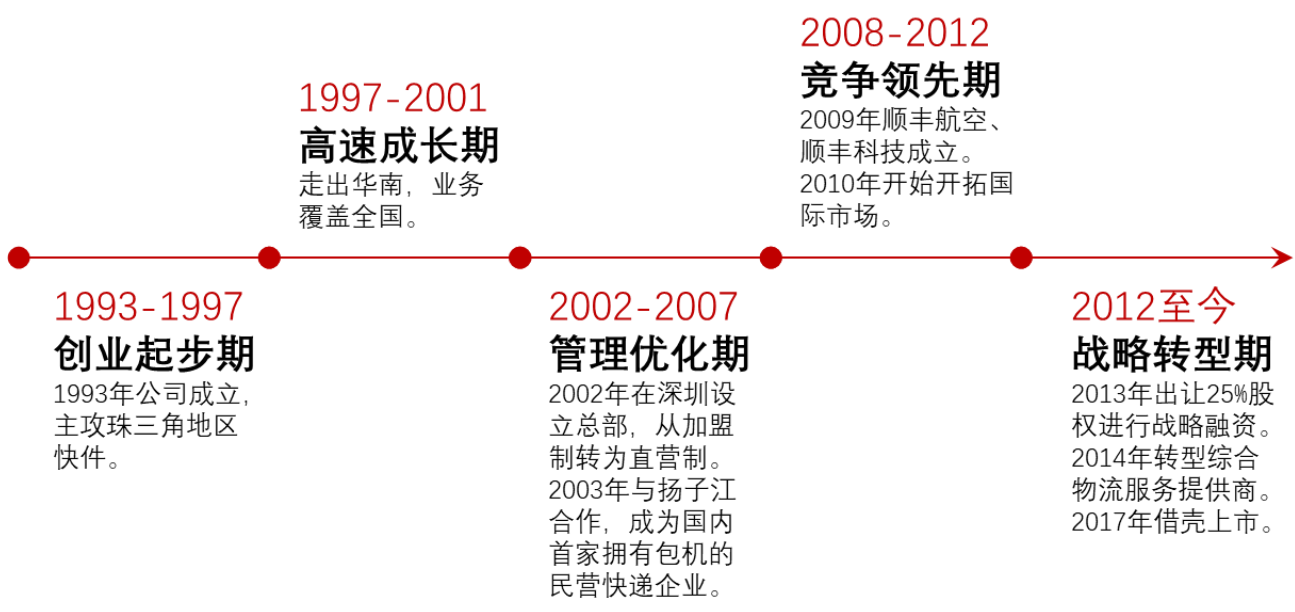 1993-1997
创业起步期
1993年公司成立,
主攻珠三角地区
快件。
1997-2001
高速成长期
走出华南，业务
覆盖全国。
2002-2007
管理优化期
2002年在深圳设
立总部，从加盟
制转为直营制。
2003年与扬子江
合作，成为国内
首家拥有包机的
民营快递企业。
2008-2012
竞争领先期
2009年顺丰航空、
顺丰科技成立。
2010年开始开拓国
际市场。
2012至今
战略转型期
2013年出让25%股
权进行战略融资。
2014年转型综合
物流服务提供商。
2017年借壳上市。